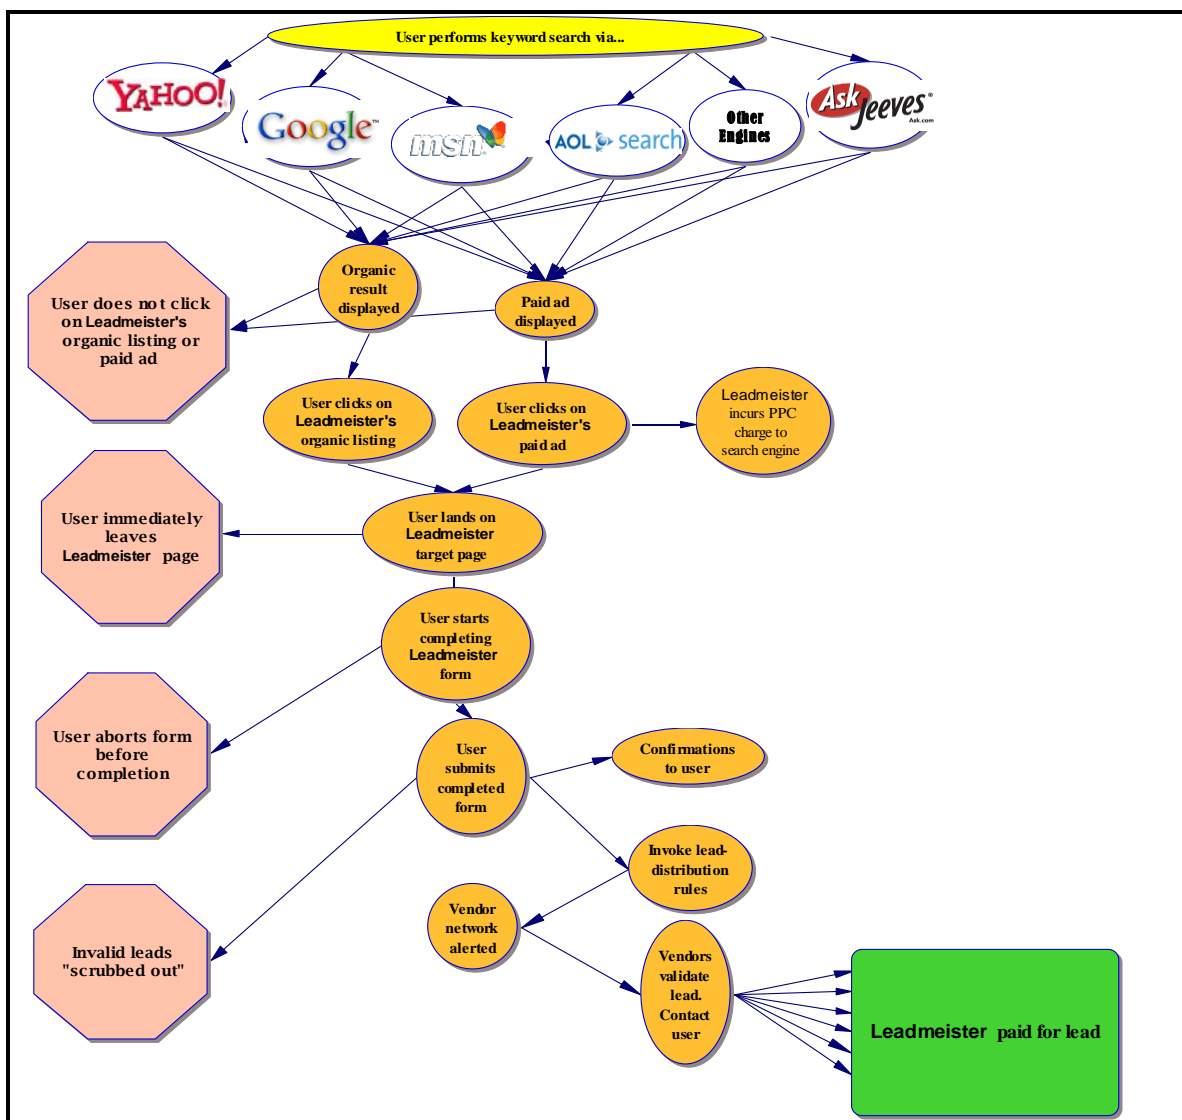 User performs keyword search via...
YAHOO!
Google™
msn
AOL search
Other
Engines
Ask
Jeeves®
Ask.com
Organic
result
displayed
Paid ad
displayed
User does not click
on Leadmeister's
organic listing or
paid ad
User clicks on
Leadmeister's
organic listing
User clicks on
Leadmeister's
paid ad
Leadmeister
incurs PPC
charge to
search engine
User immediately
leaves
Leadmeister page
User lands on
Leadmeister
target page
User starts
completing
Leadmeister
form
User aborts form
before
completion
User
submits
completed
form
Confirmations
to user
Invoke lead-
distribution
rules
Vendor
network
alerted
Invalid leads
"scrubbed out"
Vendors
validate
lead.
Contact
user
Leadmeister paid for lead